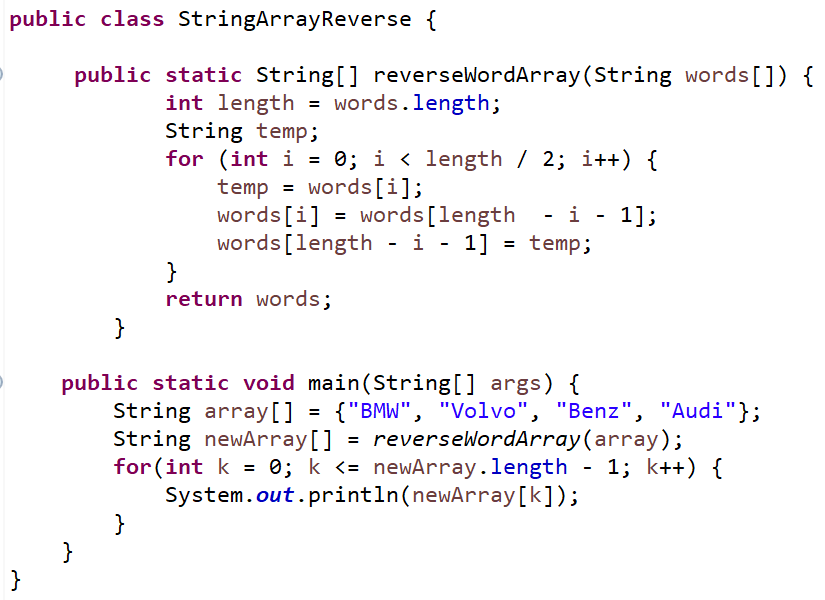 public class StringArrayReverse {
     public static String[] reverseWordArray(String words[]) {
            int length = words.length;
            String temp;
            for (int i = 0; i < length / 2; i++) {
                temp = words[i];
                words[i] = words[length  - i - 1];
                words[length - i - 1] = temp;
            }
            return words;
        }
    public static void main(String[] args) {
        String array[] = {"BMW", "Volvo", "Benz", "Audi"};
        String newArray[] = reverseWordArray(array);
        for(int k = 0; k <= newArray.length - 1; k++) {
            System.out.println(newArray[k]);
        }
    }
}